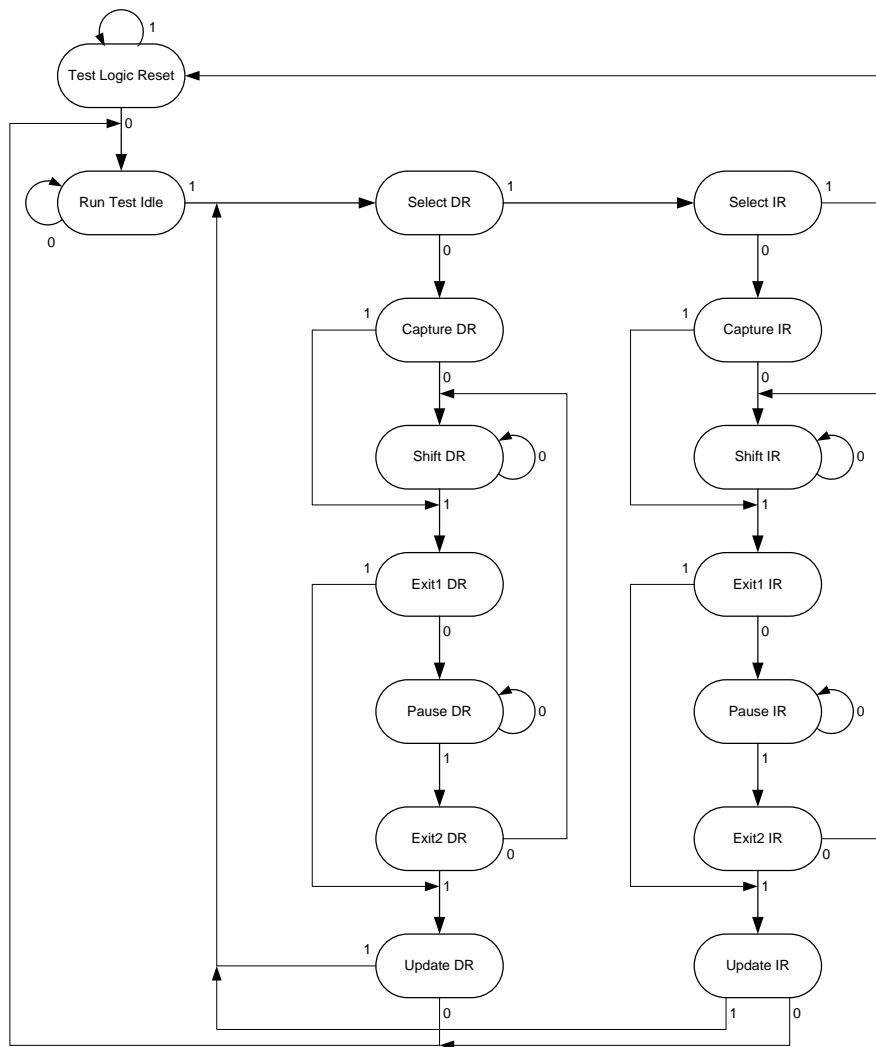 1
Test Logic Reset
0
Run Test Idle
1
0
Select DR
1
Select IR
1
0
0
1
Capture DR
1
Capture IR
0
0
Shift DR
0
Shift IR
0
1
1
1
Exit1 DR
1
Exit1 IR
0
0
Pause DR
0
Pause IR
0
1
1
Exit2 DR
0
Exit2 IR
0
1
1
1
Update DR
Update IR
0
1
0